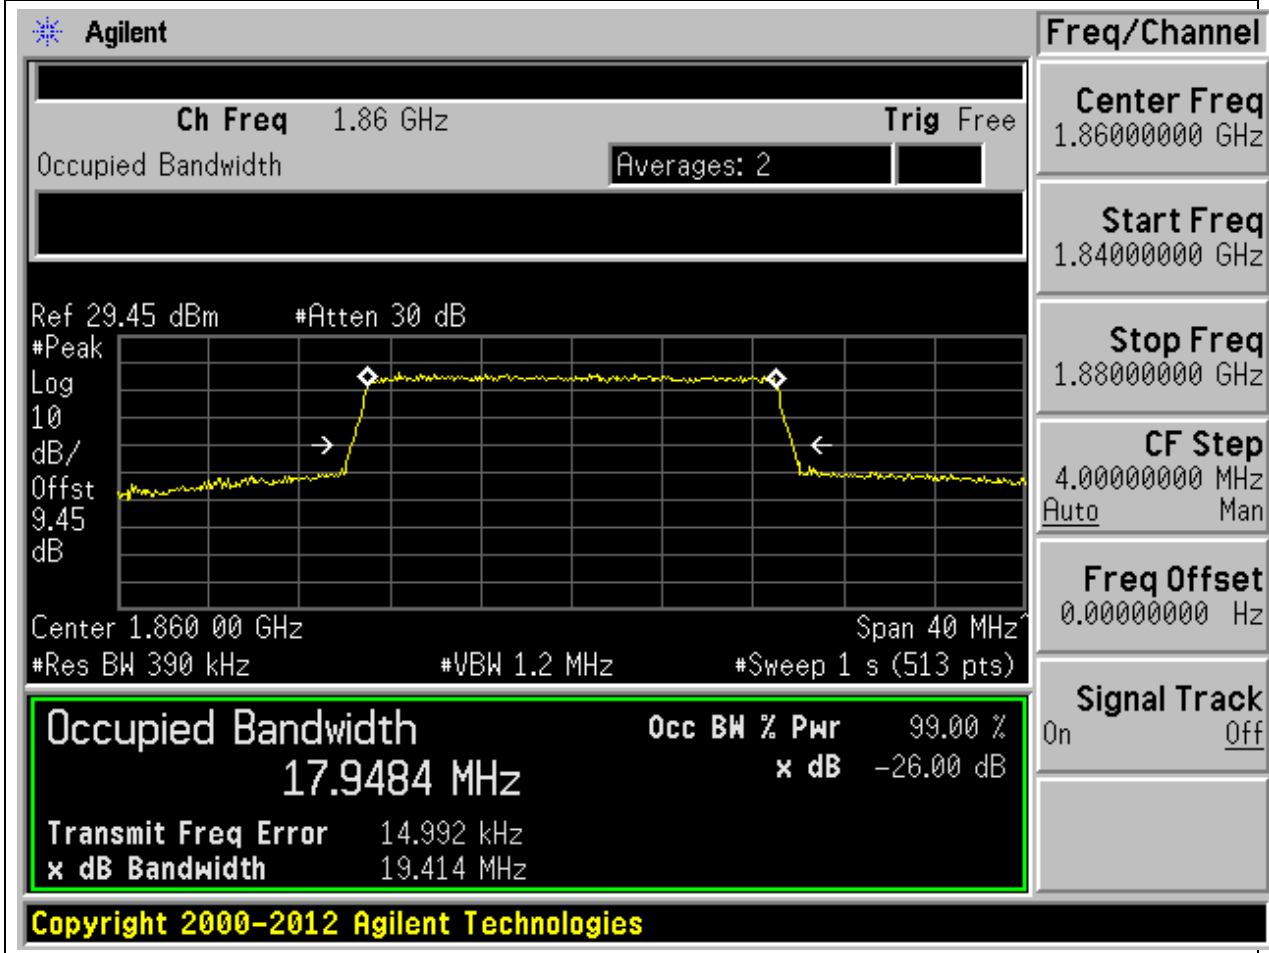 Agilent
Freq/Channel
Ch Freq 1.86 GHz Trig Free
Occupied Bandwidth Averages: 2
Center Freq
1.86000000 GHz
Start Freq
1.84000000 GHz
Stop Freq
1.88000000 GHz
CF Step
4.00000000 MHz
Auto Man
Freq Offset
0.00000000 Hz
Signal Track
On Off
Ref 29.45 dBm #Atten 30 dB
#Peak
Log
10
dB/
Offst
9.45
dB
Center 1.860 00 GHz Span 40 MHz^
#Res BW 390 kHz #VBW 1.2 MHz #Sweep 1 s (513 pts)
Occupied Bandwidth Occ BW % Pwr 99.00 %
17.9484 MHz x dB -26.00 dB
Transmit Freq Error 14.992 kHz
x dB Bandwidth 19.414 MHz
Copyright 2000-2012 Agilent Technologies